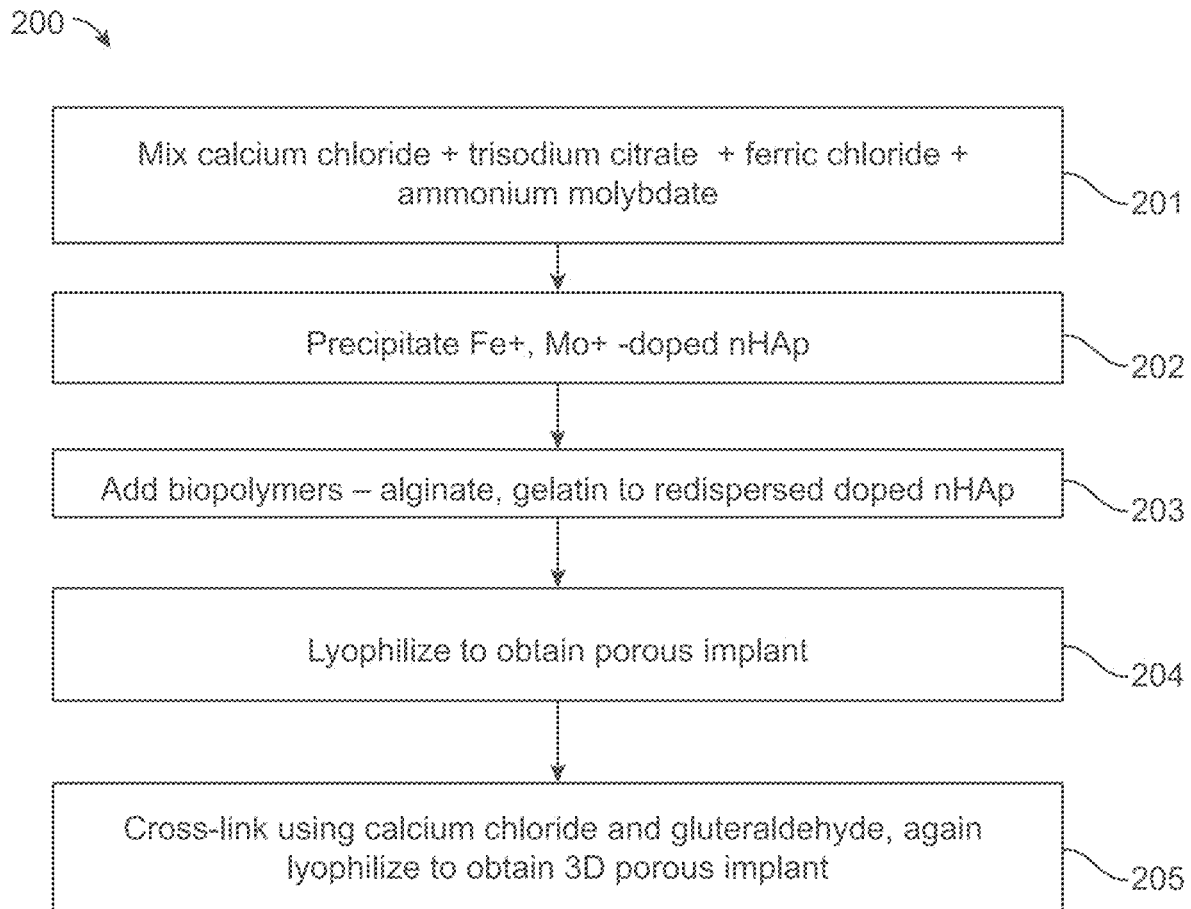 200
Mix calcium chloride + trisodium citrate + ferric chloride +
ammonium molybdate
201
Precipitate Fe+, Mo+ -doped nHAp
202
Add biopolymers – alginate, gelatin to redispersed doped nHAp
203
Lyophilize to obtain porous implant
204
Cross-link using calcium chloride and gluteraldehyde, again
lyophilize to obtain 3D porous implant
205